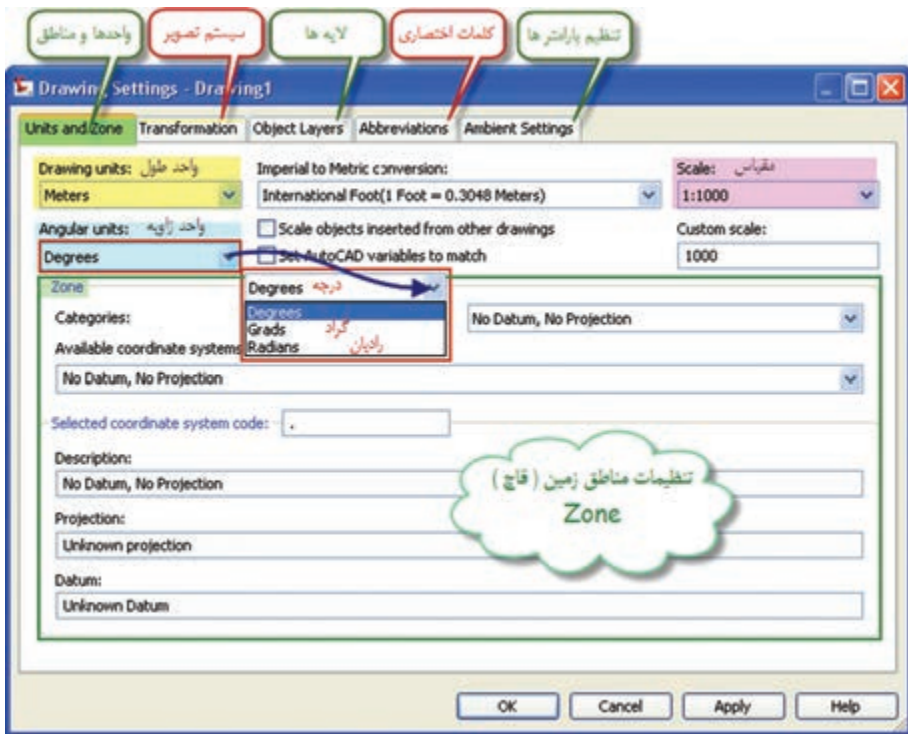 واحدها و مناطق
سیستم تصویر
لایه ها
کلمات اختصاری
تنظیم پارامتر ها
Drawing Settings - Drawing1
Units and Zone Transformation Object Layers Abbreviations Ambient Settings
Drawing units: واحد طول
Imperial to Metric conversion:
Scale: مقیاس
Meters
International Foot(1 Foot = 0.3048 Meters)
1:1000
Angular units: واحد زاویه
Scale objects inserted from other drawings
Custom scale:
Degrees
Set AutoCAD variables to match
1000
Zone
Degrees درجه
Degrees
Grads گراد
Radians رادیان
Categories:
No Datum, No Projection
Available coordinate systems
No Datum, No Projection
Selected coordinate system code: .
Description:
No Datum, No Projection
تنظیمات مناطق زمین ( قاچ )
Zone
Projection:
Unknown projection
Datum:
Unknown Datum
OK Cancel Apply Help